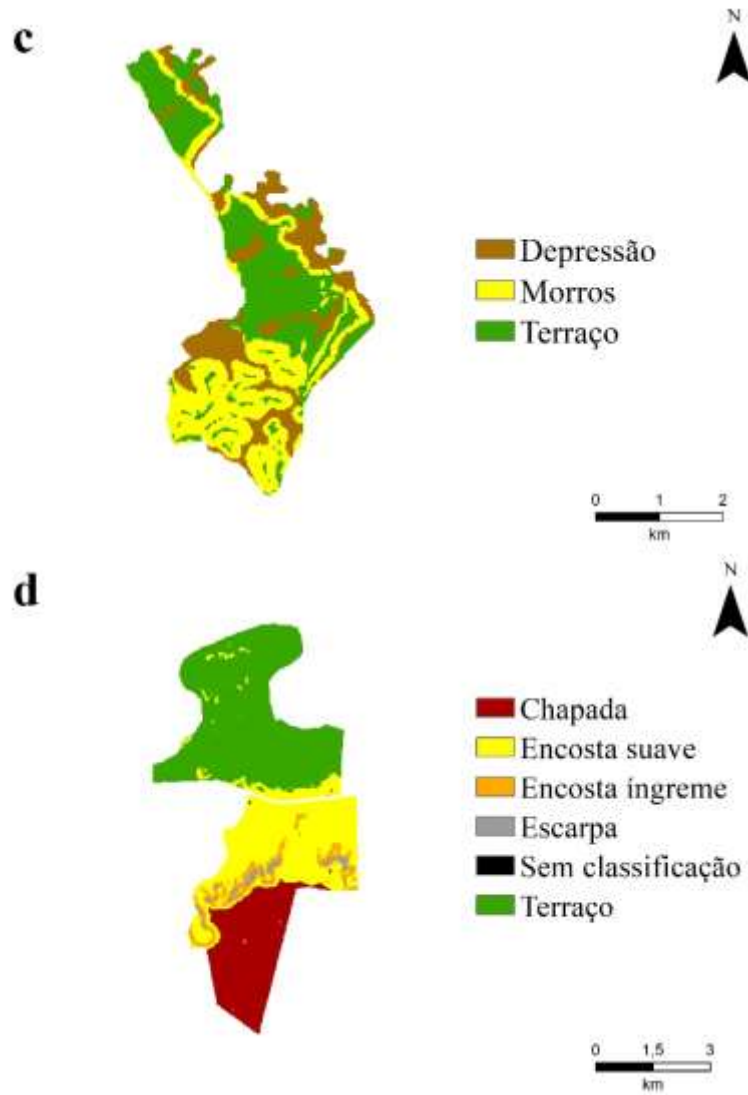 c
N
Depressão
Morros
Terraço
0 1 2
km
d
N
Chapada
Encosta suave
Encosta íngreme
Escarpa
Sem classificação
Terraço
0 1,5 3
km